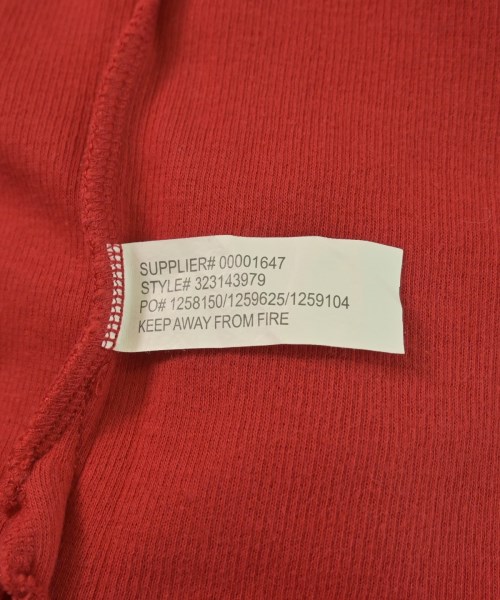 SUPPLIER# 00001647
STYLE# 323143979
PO# 1258150/1259625/1259104
KEEP AWAY FROM FIRE